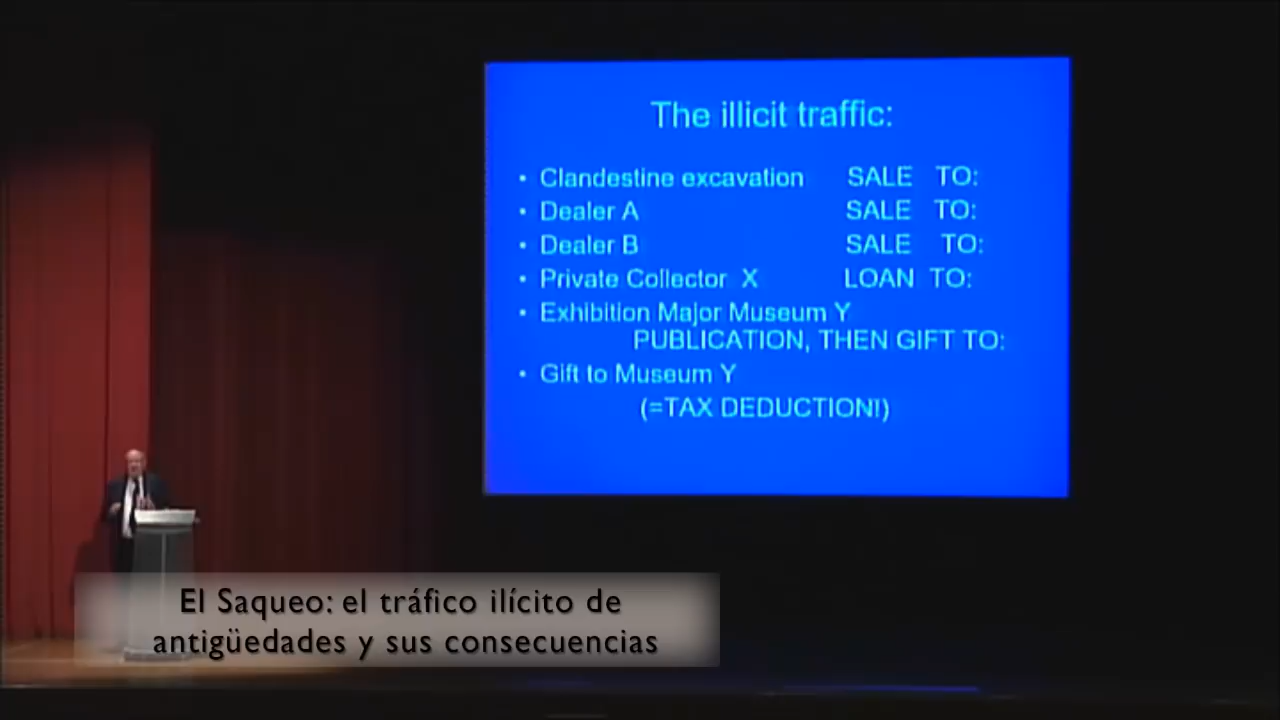 The illicit traffic:
• Clandestine excavation SALE TO:
• Dealer A SALE TO:
• Dealer B SALE TO:
• Private Collector X LOAN TO:
• Exhibition Major Museum Y
PUBLICATION, THEN GIFT TO:
• Gift to Museum Y
(=TAX DEDUCTION!)
El Saqueo: el tráfico ilícito de
antigüedades y sus consecuencias